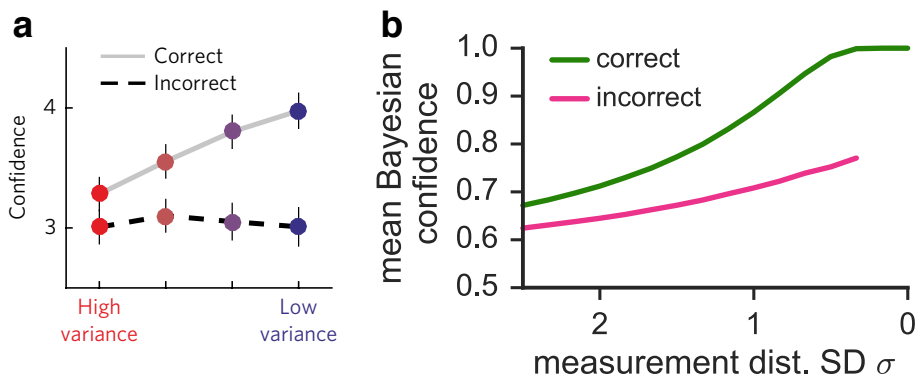 a
Correct
Incorrect
4
3
Confidence
High
variance
Low
variance
b
correct
incorrect
1.0
0.9
0.8
0.7
0.6
0.5
mean Bayesian
confidence
2
1
0
measurement dist. SD σ